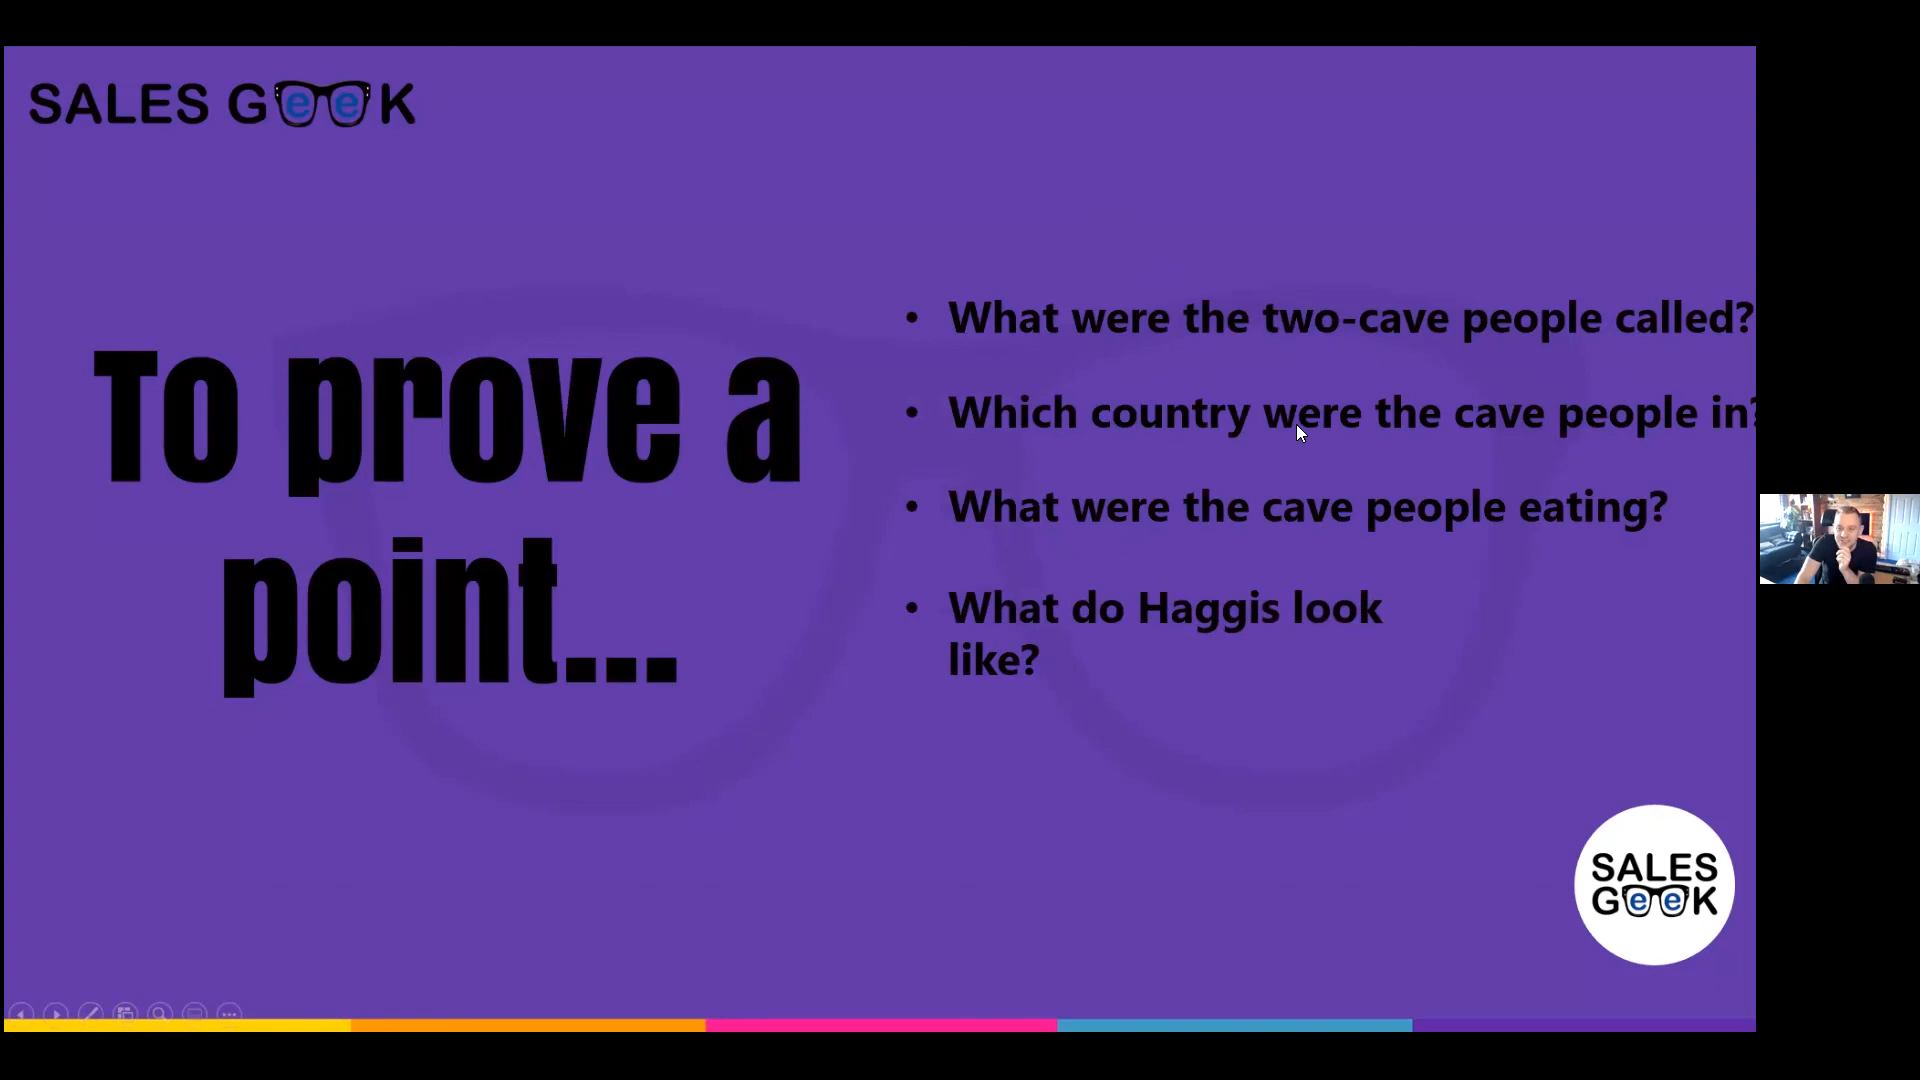 SALES GeeK
To prove a
point...
• What were the two-cave people called?
• Which country were the cave people in?
• What were the cave people eating?
• What do Haggis look
like?
SALES
GeeK